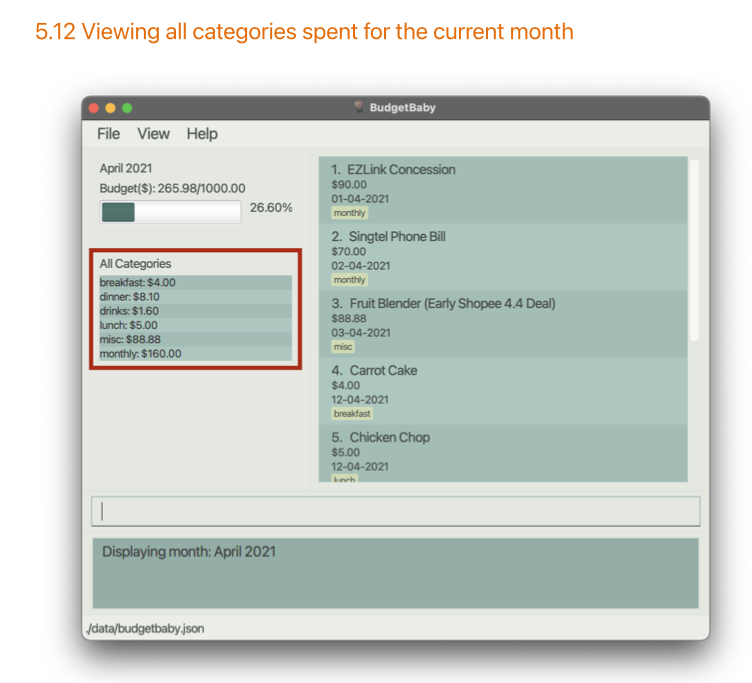 5.12 Viewing all categories spent for the current month
BudgetBaby
File View Help
April 2021
Budget($): 265.98/1000.00
26.60%
All Categories
breakfast: $4.00
dinner: $8.10
drinks: $1.60
lunch: $5.00
misc: $88.88
monthly: $160.00
1. EZLink Concession
$90.00
01-04-2021
monthly
2. Singtel Phone Bill
$70.00
02-04-2021
monthly
3. Fruit Blender (Early Shopee 4.4 Deal)
$88.88
03-04-2021
misc
4. Carrot Cake
$4.00
12-04-2021
breakfast
5. Chicken Chop
$5.00
12-04-2021
lunch
Displaying month: April 2021
./data/budgetbaby.json